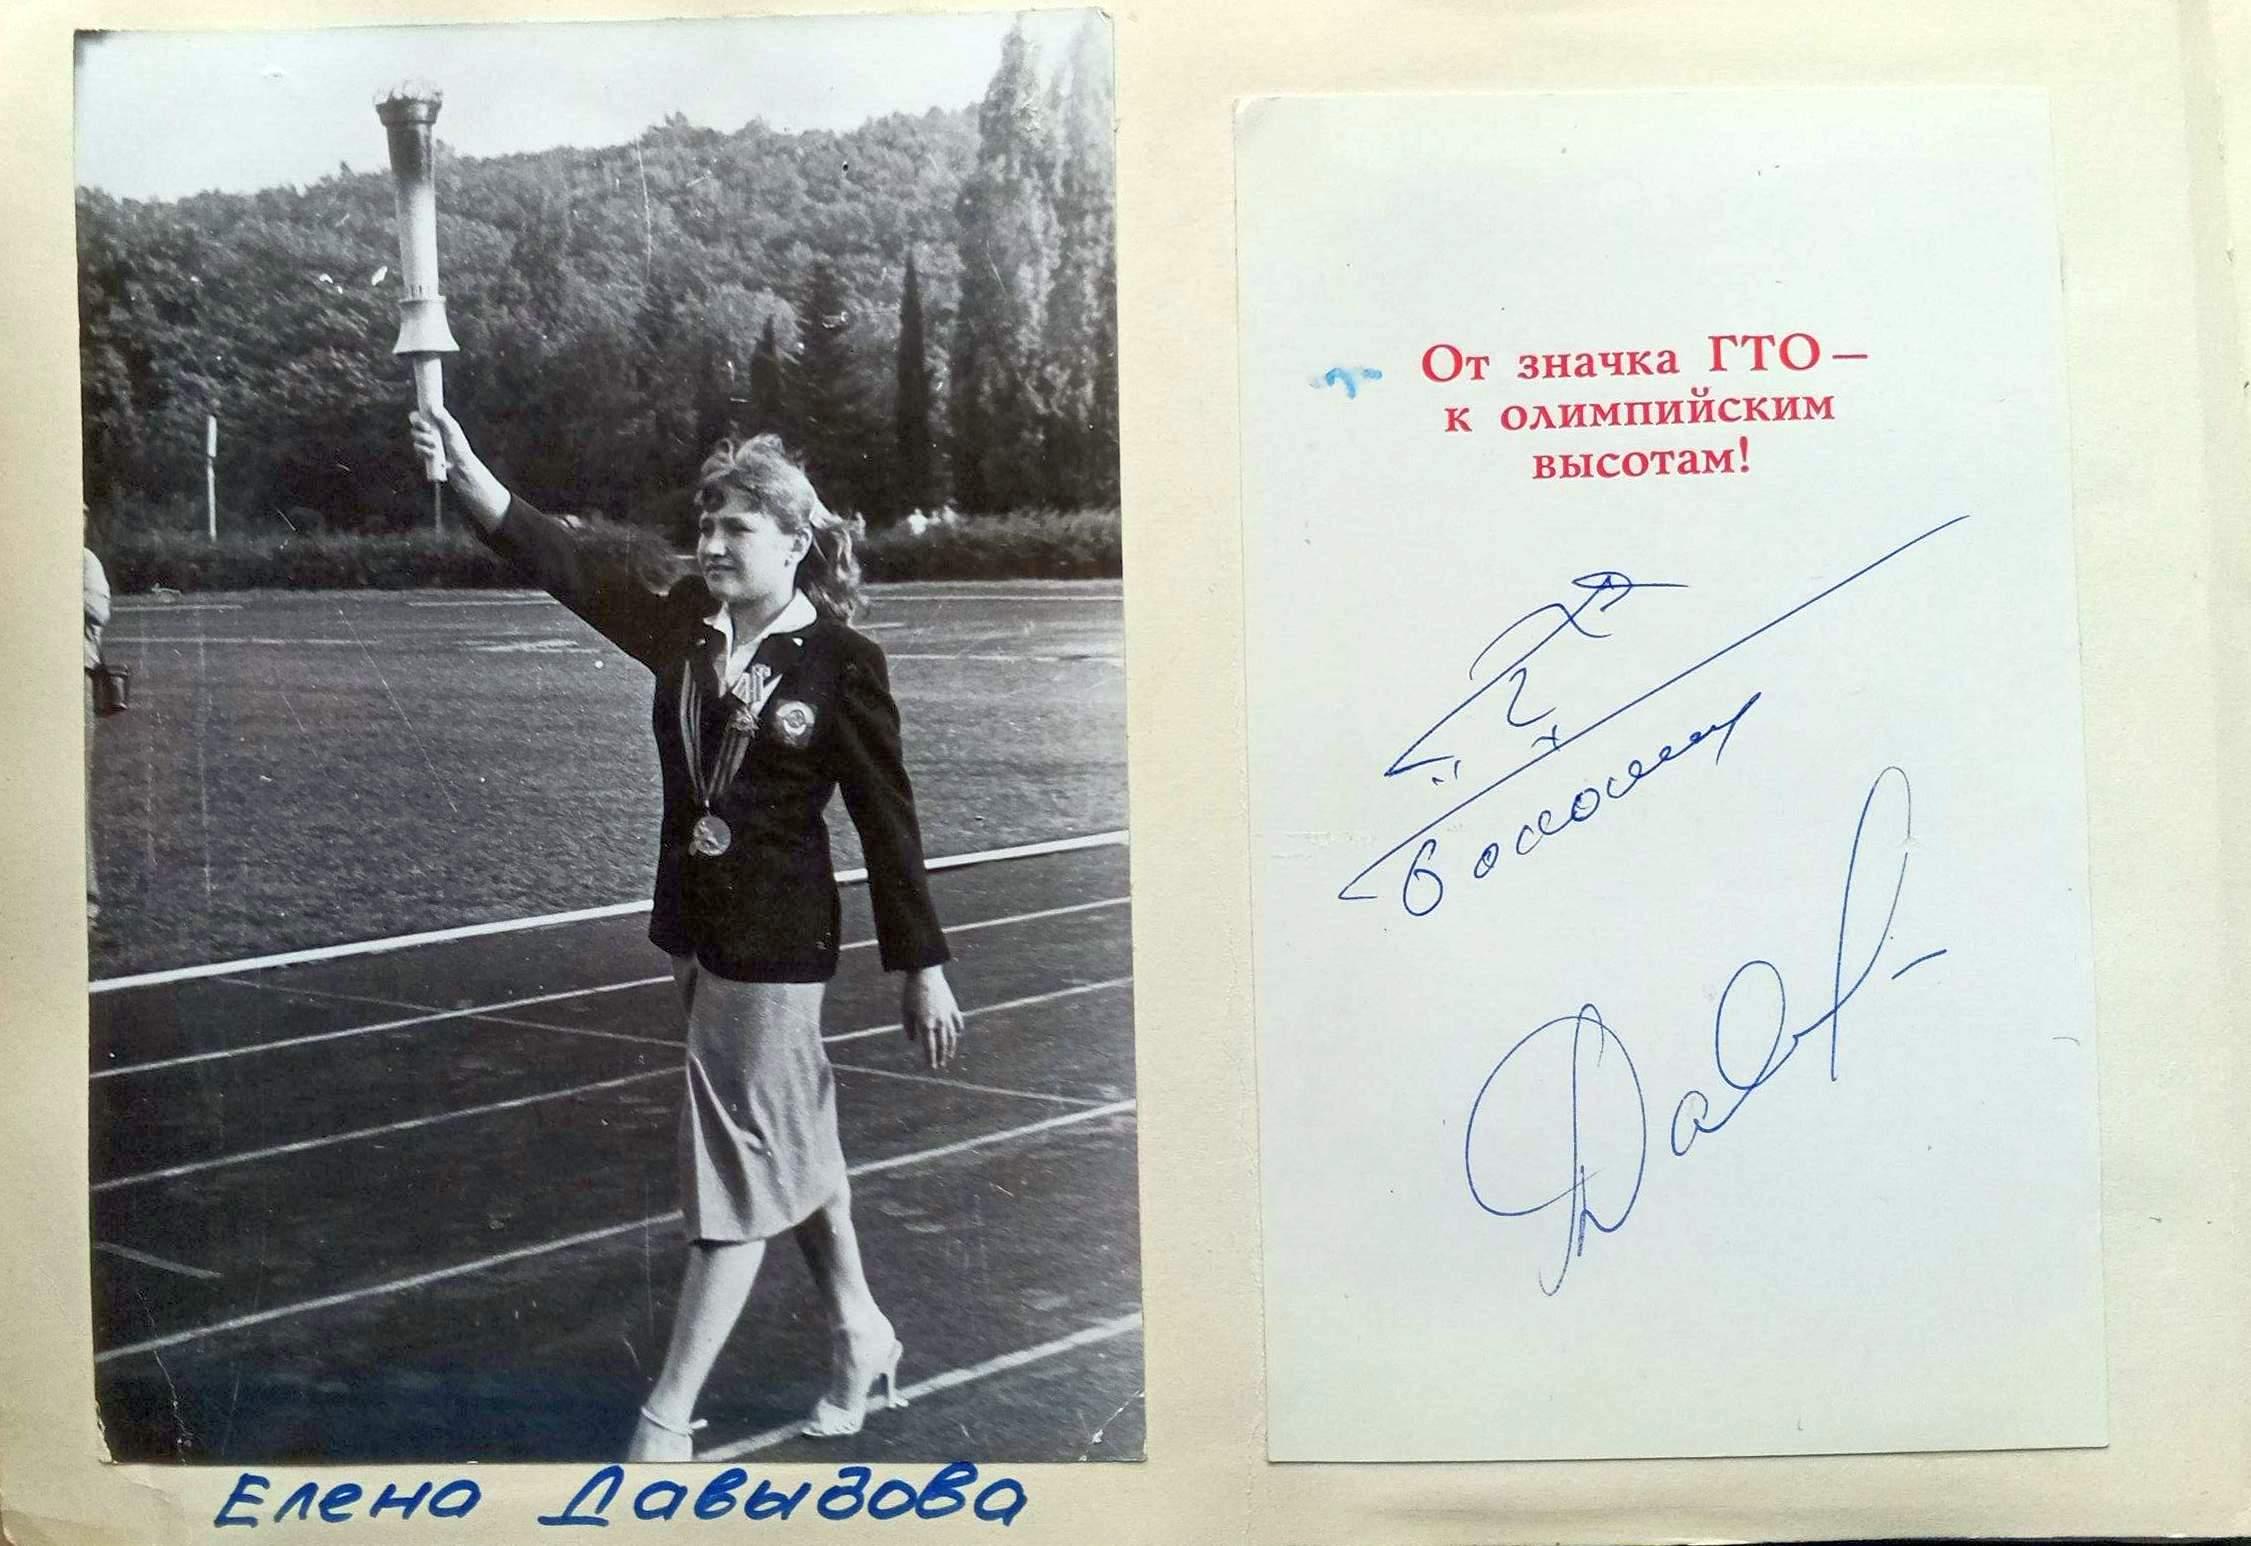 Елена Давыдова
От значка ГТО —
к олимпийским
высотам!